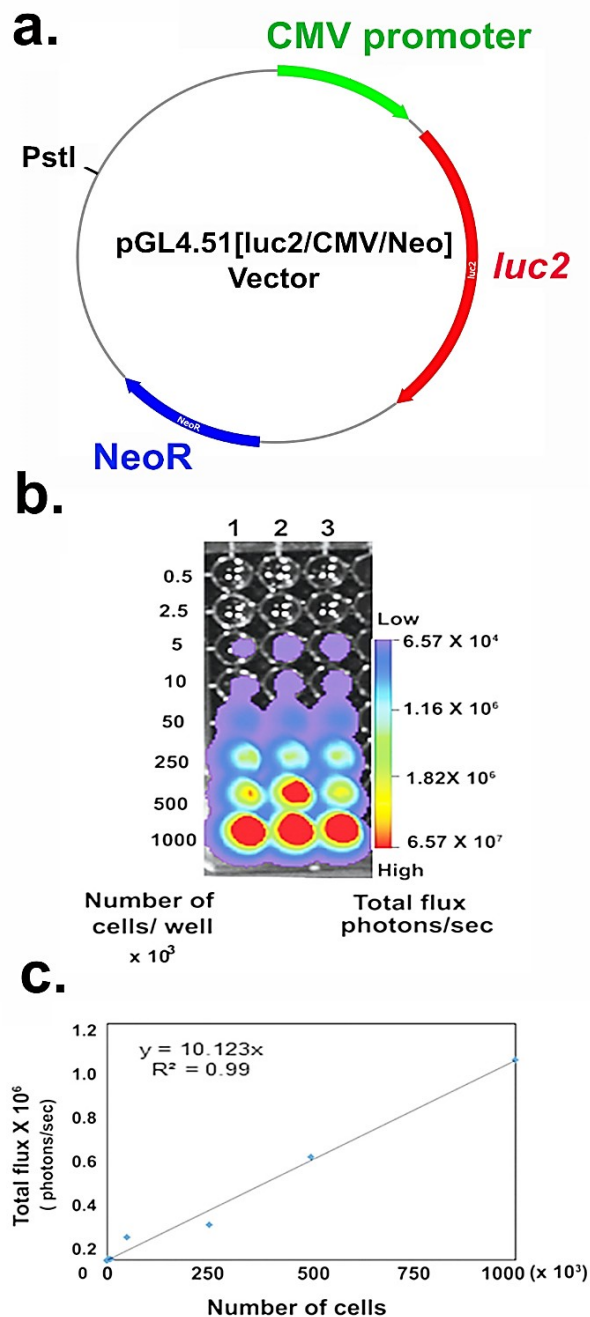 a.
CMV promoter
PstI
pGL4.51[luc2/CMV/Neo]
Vector
luc2
luc2
NeoR
NeoR
b.
1 2 3
0.5
2.5
5
10
50
250
500
1000
Low
6.57 X 10⁴
1.16 X 10⁶
1.82X 10⁶
6.57 X 10⁷
High
Number of
cells/ well
x 10³
Total flux
photons/sec
c.
y = 10.123x
R² = 0.99
Total flux X 10⁶
( photons/sec)
1.2
1.0
0.8
0.6
0.4
0.2
0 0 250 500 750 1000 (x 10³)
Number of cells